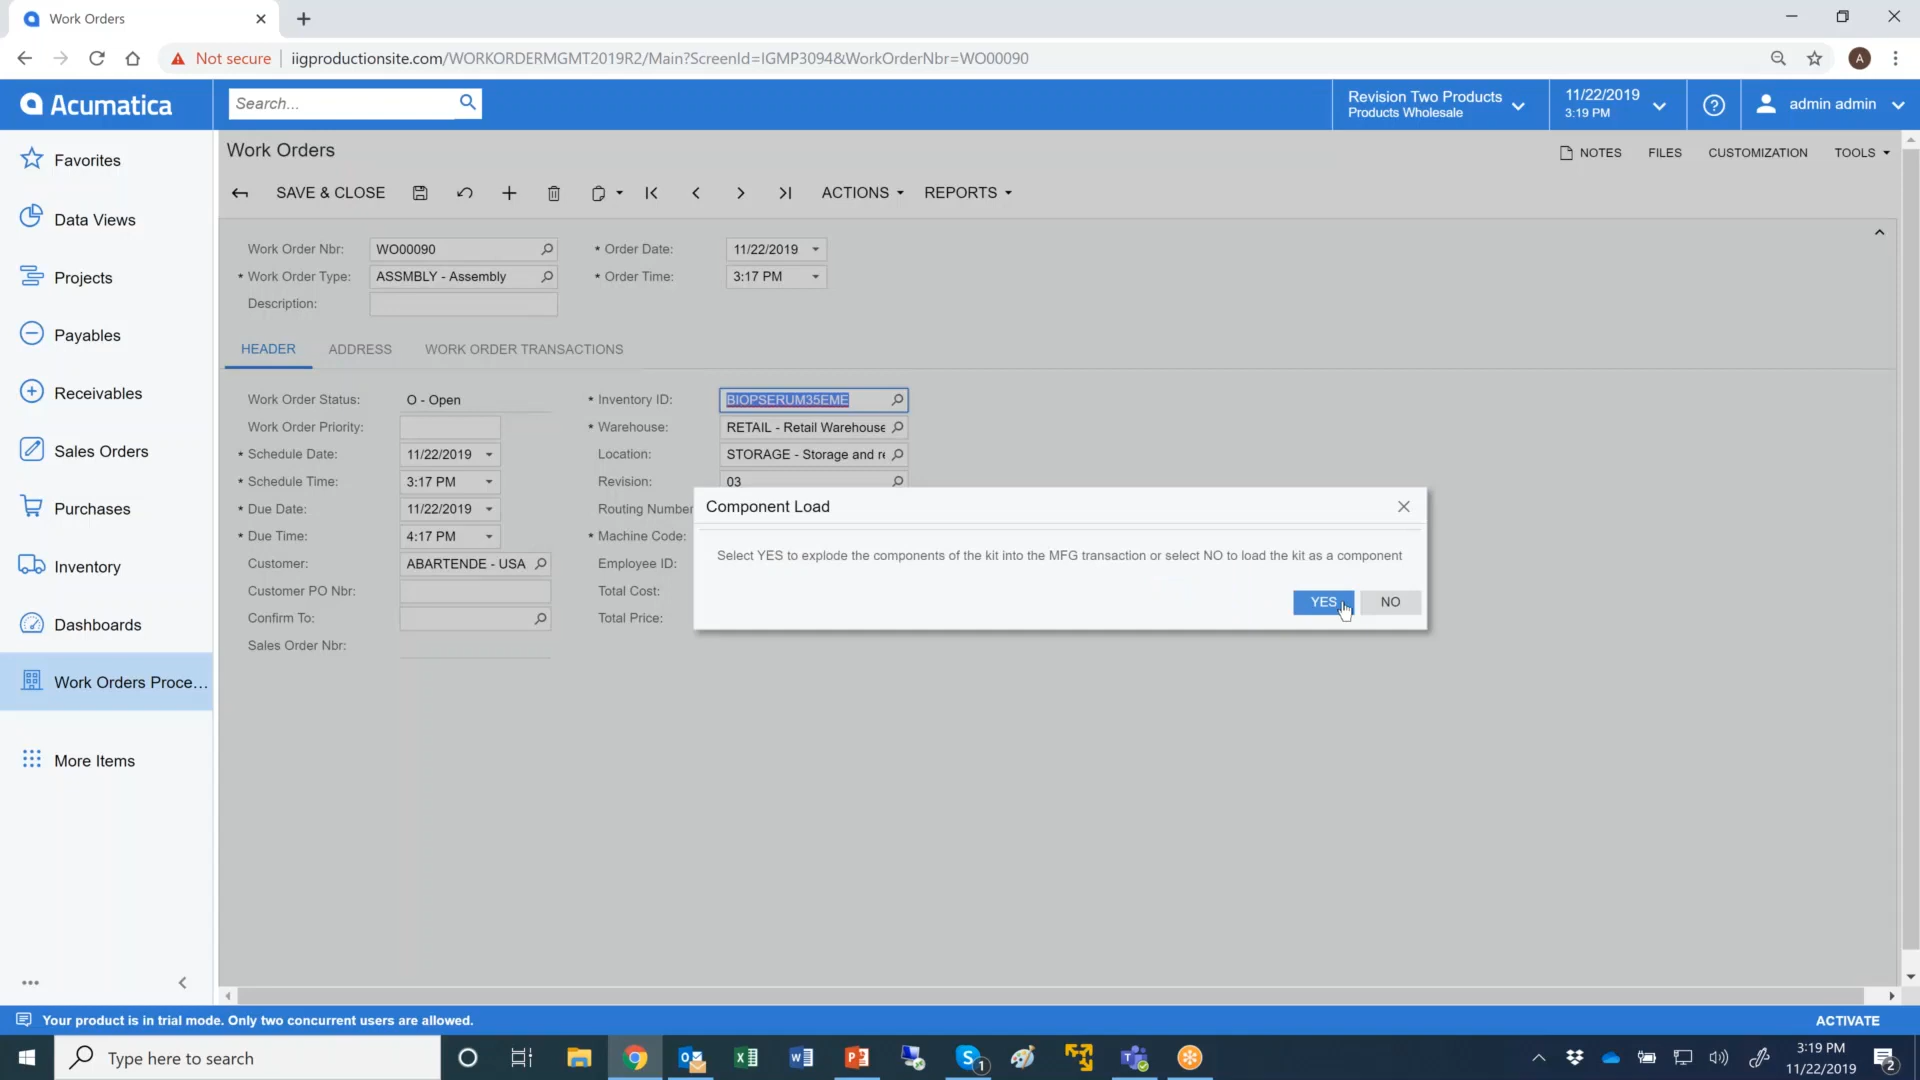 Work Orders
Not secure
iigproductionsite.com/WORKORDERMGMT2019R2/Main?ScreenId=IGMP3094&WorkOrderNbr=WO00090
A
Acumatica
Search...
Revision Two Products
Products Wholesale
11/22/2019
3:19 PM
admin admin
Favorites
Data Views
Projects
Payables
Receivables
Sales Orders
Purchases
Inventory
Dashboards
Work Orders Proce...
More Items
Work Orders
NOTES
FILES
CUSTOMIZATION
TOOLS
SAVE & CLOSE
ACTIONS
REPORTS
Work Order Nbr: WO00090
* Order Date: 11/22/2019
* Work Order Type: ASSMBLY - Assembly
* Order Time: 3:17 PM
Description:
HEADER
ADDRESS
WORK ORDER TRANSACTIONS
Work Order Status: O - Open
* Inventory ID: BIOPSERUM35EME
Work Order Priority:
* Warehouse: RETAIL - Retail Warehouse
* Schedule Date: 11/22/2019
Location: STORAGE - Storage and re
* Schedule Time: 3:17 PM
Revision: 03
* Due Date: 11/22/2019
Routing Number
* Due Time: 4:17 PM
* Machine Code:
Customer: ABARTENDE - USA
Employee ID:
Customer PO Nbr:
Total Cost:
Confirm To:
Total Price:
Sales Order Nbr:
Component Load
Select YES to explode the components of the kit into the MFG transaction or select NO to load the kit as a component
YES
NO
Your product is in trial mode. Only two concurrent users are allowed.
ACTIVATE
Type here to search
1
3:19 PM
11/22/2019
2